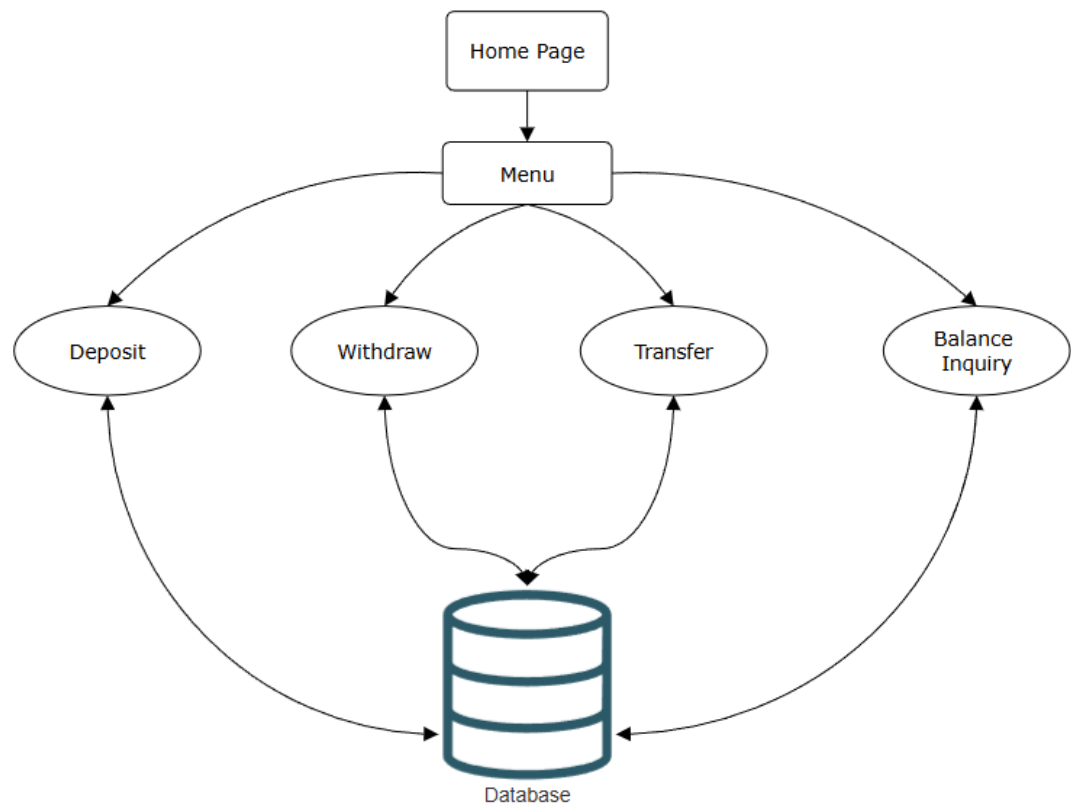 Home Page
Menu
Deposit
Withdraw
Transfer
Balance
Inquiry
Database